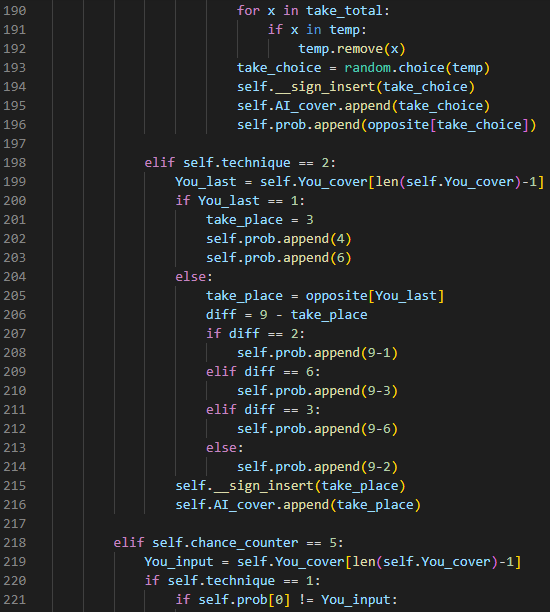 190                             for x in take_total:
191                                 if x in temp:
192                                     temp.remove(x)
193                             take_choice = random.choice(temp)
194                             self.__sign_insert(take_choice)
195                             self.AI_cover.append(take_choice)
196                             self.prob.append(opposite[take_choice])
197
198                 elif self.technique == 2:
199                     You_last = self.You_cover[len(self.You_cover)-1]
200                     if You_last == 1:
201                         take_place = 3
202                         self.prob.append(4)
203                         self.prob.append(6)
204                     else:
205                         take_place = opposite[You_last]
206                         diff = 9 - take_place
207                         if diff == 2:
208                             self.prob.append(9-1)
209                         elif diff == 6:
210                             self.prob.append(9-3)
211                         elif diff == 3:
212                             self.prob.append(9-6)
213                         else:
214                             self.prob.append(9-2)
215                     self.__sign_insert(take_place)
216                     self.AI_cover.append(take_place)
217
218             elif self.chance_counter == 5:
219                 You_input = self.You_cover[len(self.You_cover)-1]
220                 if self.technique == 1:
221                     if self.prob[0] != You_input: